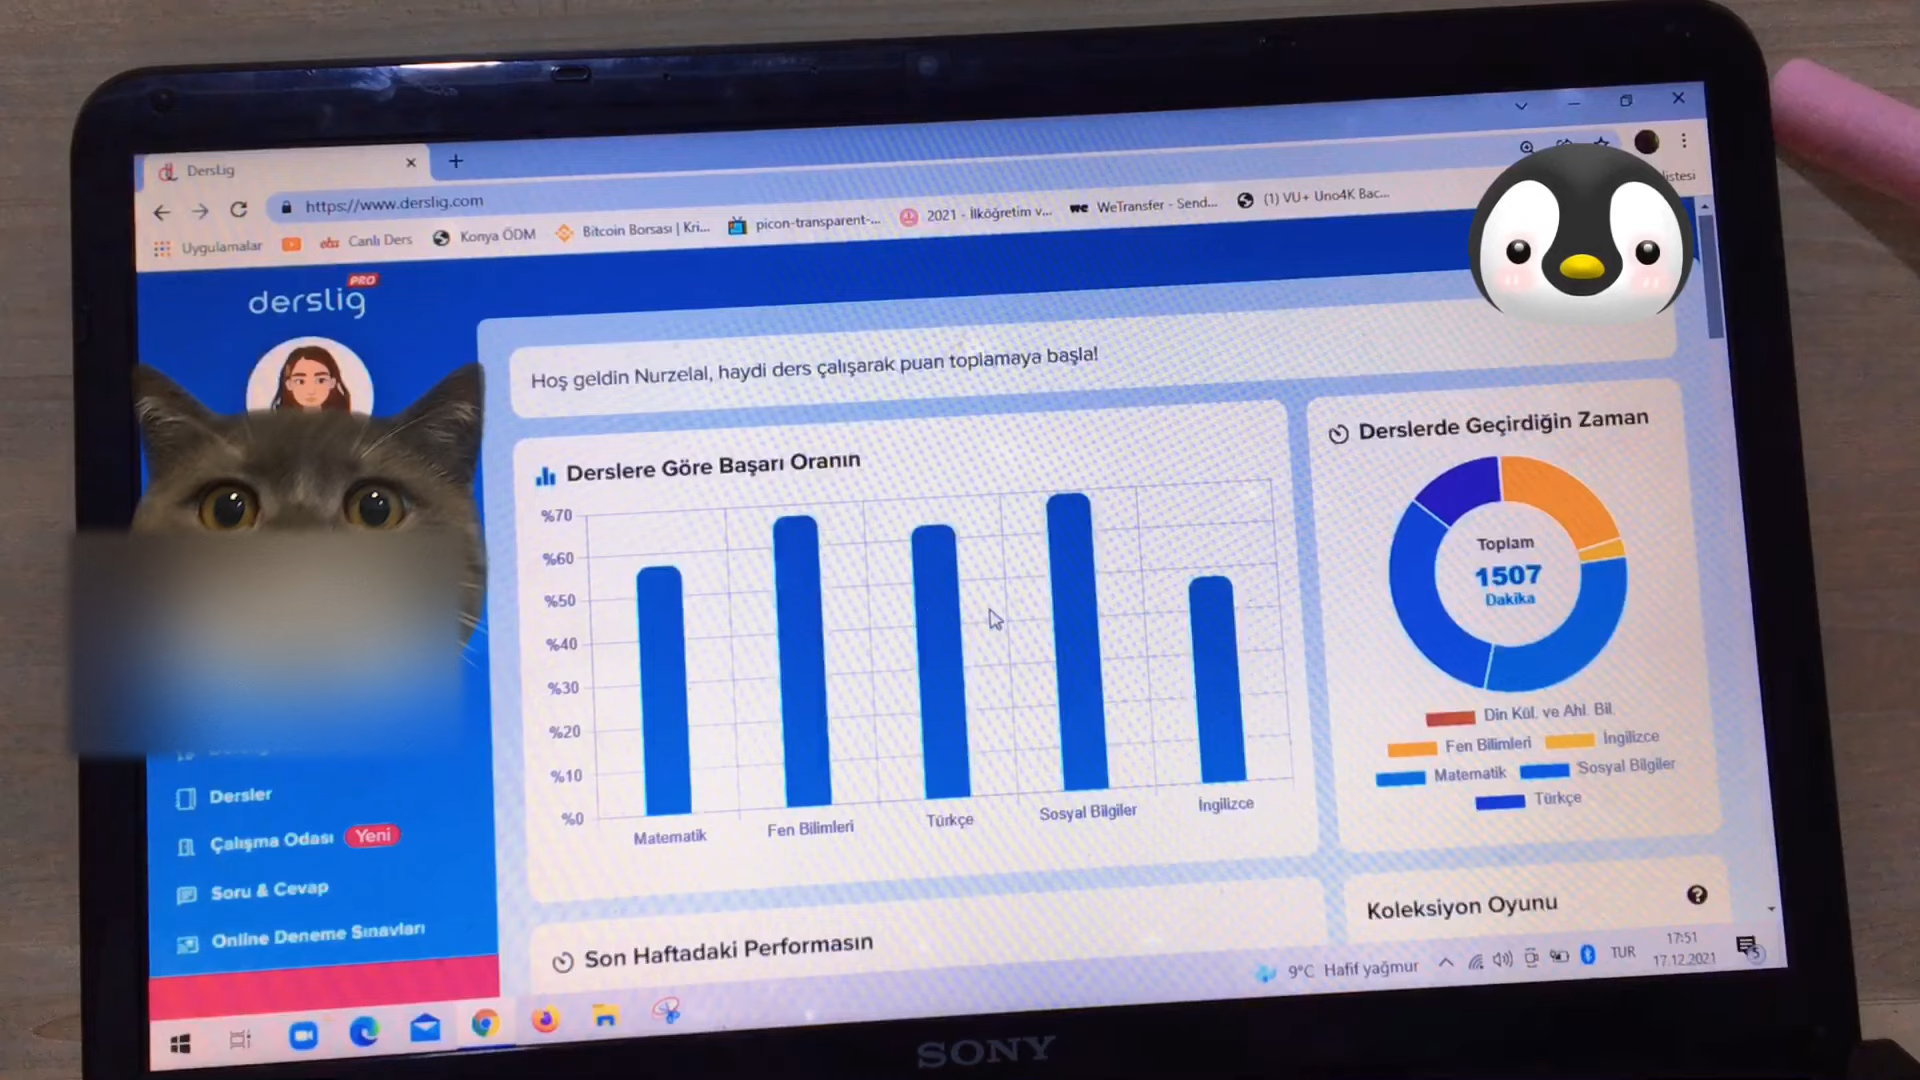 DersLig
https://www.derslig.com
listesi
Uygulamalar
eba Canlı Ders
Konya ÖDM
Bitcoin Borsası | Kri...
picon-transparent-...
2021 - İlköğretim v...
we WeTransfer - Send...
(1) VU+ Uno4K Bac...
derslig PRO
Hoş geldin Nurzelal, haydi ders çalışarak puan toplamaya başla!
Derslere Göre Başarı Oranın
%70
%60
%50
%40
%30
%20
%10
%0
Matematik
Fen Bilimleri
Türkçe
Sosyal Bilgiler
İngilizce
Derslerde Geçirdiğin Zaman
Toplam
1507
Dakika
Din Kül. ve Ahl. Bil.
Fen Bilimleri İngilizce
Matematik Sosyal Bilgiler
Türkçe
Dersler
Çalışma Odası Yeni
Soru & Cevap
Online Deneme Sınavları
Son Haftadaki Performasın
Koleksiyon Oyunu
9°C Hafif yağmur
TUR
17:51
17.12.2021
5
SONY